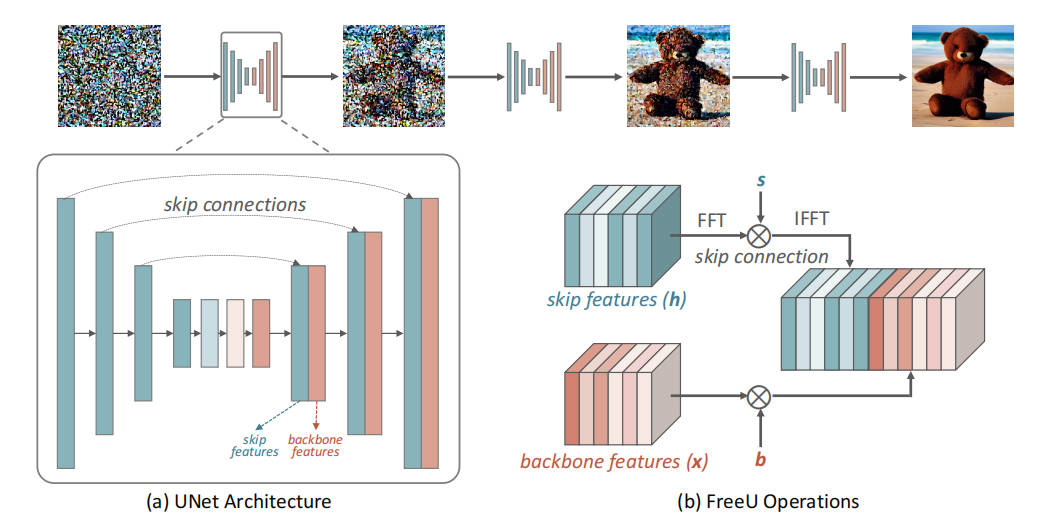 skip connections
skip
features
backbone
features
(a) UNet Architecture
s
FFT
IFFT
skip connection
skip features (h)
backbone features (x)
b
(b) FreeU Operations